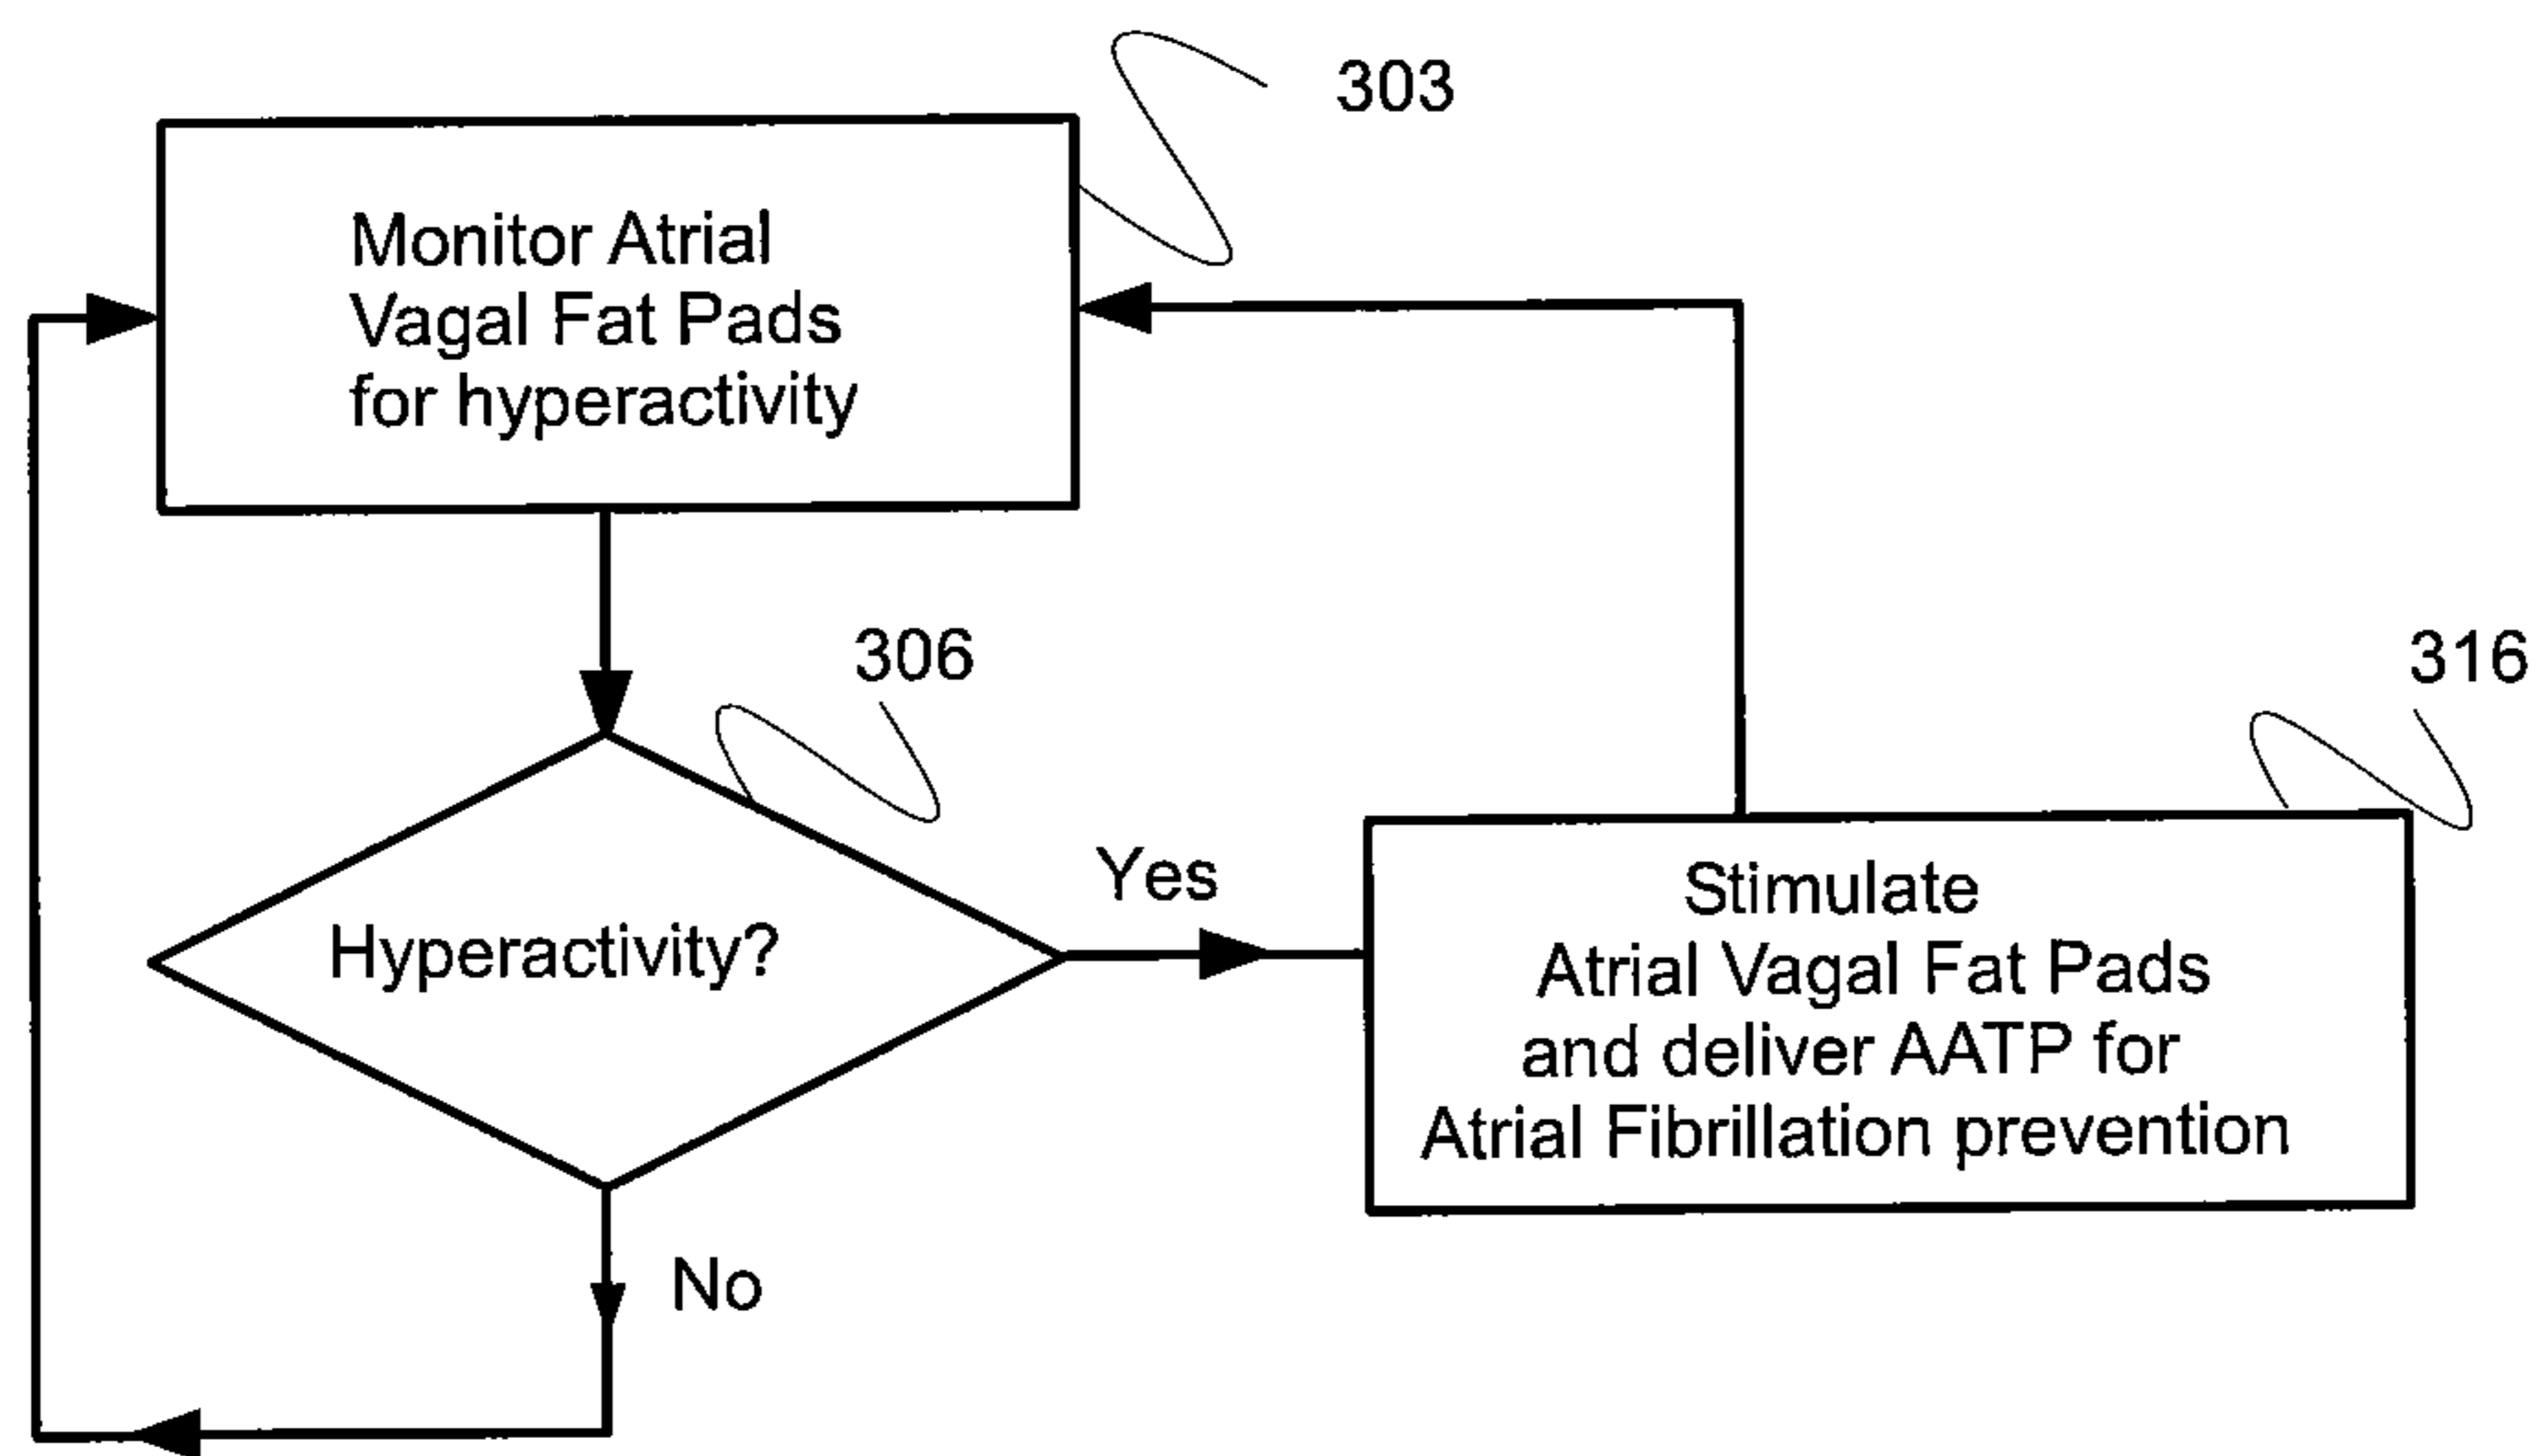 303
Monitor Atrial
Vagal Fat Pads
for hyperactivity
306
316
Yes
Hyperactivity?
Stimulate
Atrial Vagal Fat Pads
and deliver AATP for
Atrial Fibrillation prevention
No